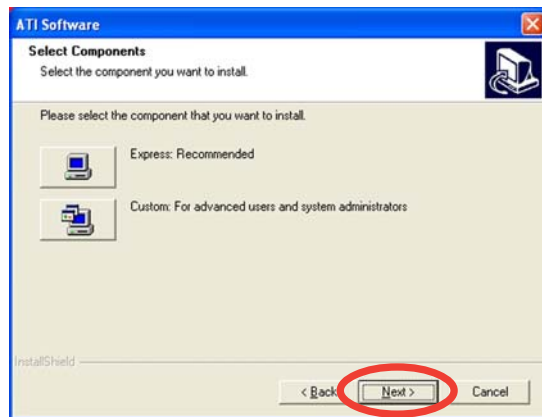 ATI Software
Select Components
Select the component you want to install.
Please select the component that you want to install.
Express: Recommended
Custom: For advanced users and system administrators
InstallShield
< Back
Next >
Cancel